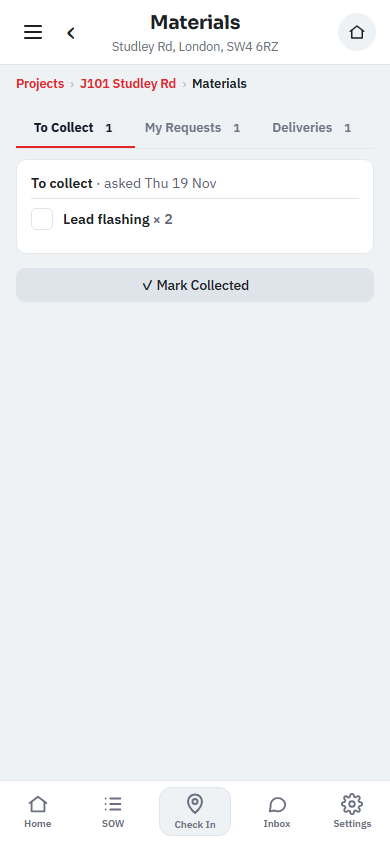 Materials
Studley Rd, London, SW4 6RZ
Projects › J101 Studley Rd › Materials
To Collect 1 My Requests 1 Deliveries 1
To collect · asked Thu 19 Nov
Lead flashing × 2
✓ Mark Collected
Home SOW Check In Inbox Settings